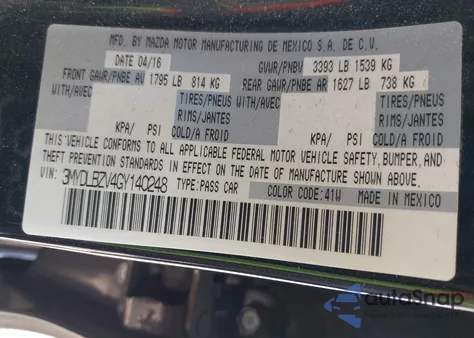 MFD. BY MAZDA MOTOR MANUFACTURING DE MEXICO S.A. DE C.V.
DATE 04/16 GVWR/PNBV 3393 LB 1539 KG
FRONT GAWR/PNBE AV 1795 LB 814 KG REAR GAWR/PNBE AR 1627 LB 738 KG
WITH/AVEC TIRES/PNEUS WITH/AVEC TIRES/PNEUS
RIMS/JANTES RIMS/JANTES
KPA/ PSI COLD/A FROID KPA/ PSI COLD/A FROID
THIS VEHICLE CONFORMS TO ALL APPLICABLE FEDERAL MOTOR VEHICLE SAFETY, BUMPER, AND
THEFT PREVENTION STANDARDS IN EFFECT ON THE DATE OF MANUFACTURE SHOWN ABOVE.
VIN: 3MYDLBZV4GY140248 TYPE:PASS CAR COLOR CODE:41W MADE IN MEXICO
autoSnap